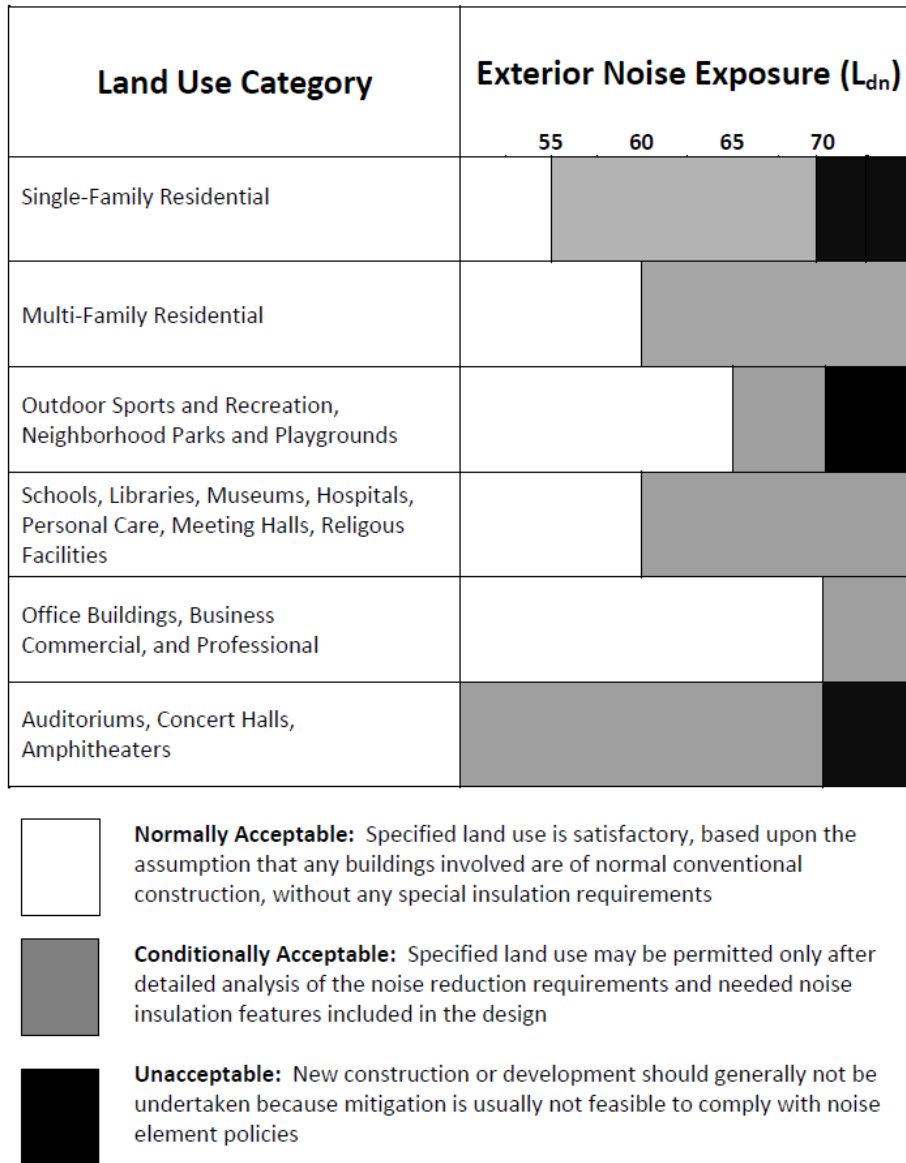 Land Use Category
Exterior Noise Exposure (Ldn)
55 60 65 70
Single-Family Residential
Multi-Family Residential
Outdoor Sports and Recreation,
Neighborhood Parks and Playgrounds
Schools, Libraries, Museums, Hospitals,
Personal Care, Meeting Halls, Religous
Facilities
Office Buildings, Business
Commercial, and Professional
Auditoriums, Concert Halls,
Amphitheaters
Normally Acceptable: Specified land use is satisfactory, based upon the
assumption that any buildings involved are of normal conventional
construction, without any special insulation requirements
Conditionally Acceptable: Specified land use may be permitted only after
detailed analysis of the noise reduction requirements and needed noise
insulation features included in the design
Unacceptable: New construction or development should generally not be
undertaken because mitigation is usually not feasible to comply with noise
element policies